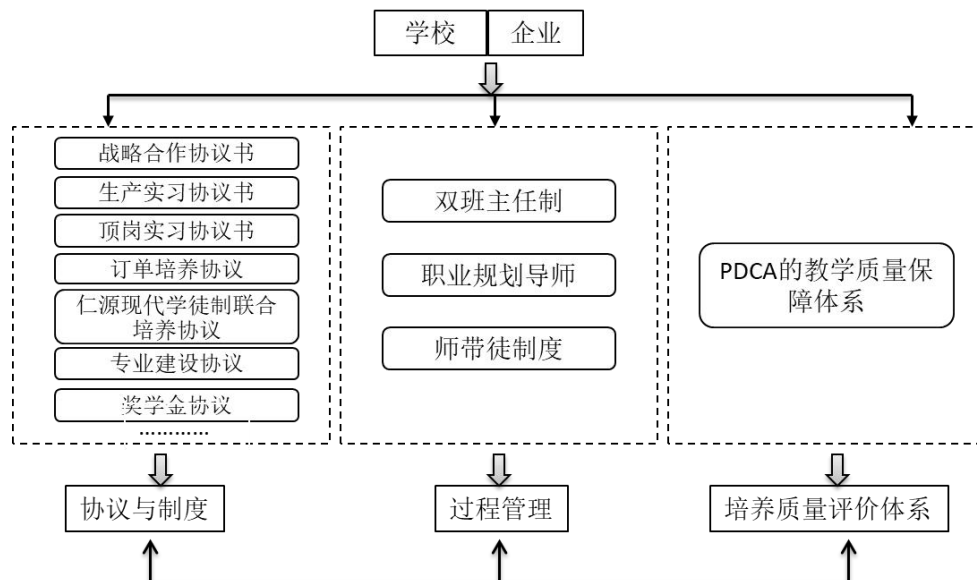 学校 企业
战略合作协议书
生产实习协议书
顶岗实习协议书
订单培养协议
仁源现代学徒制联合
培养协议
专业建设协议
奖学金协议
…………
双班主任制
职业规划导师
师带徒制度
PDCA的教学质量保
障体系
协议与制度
过程管理
培养质量评价体系